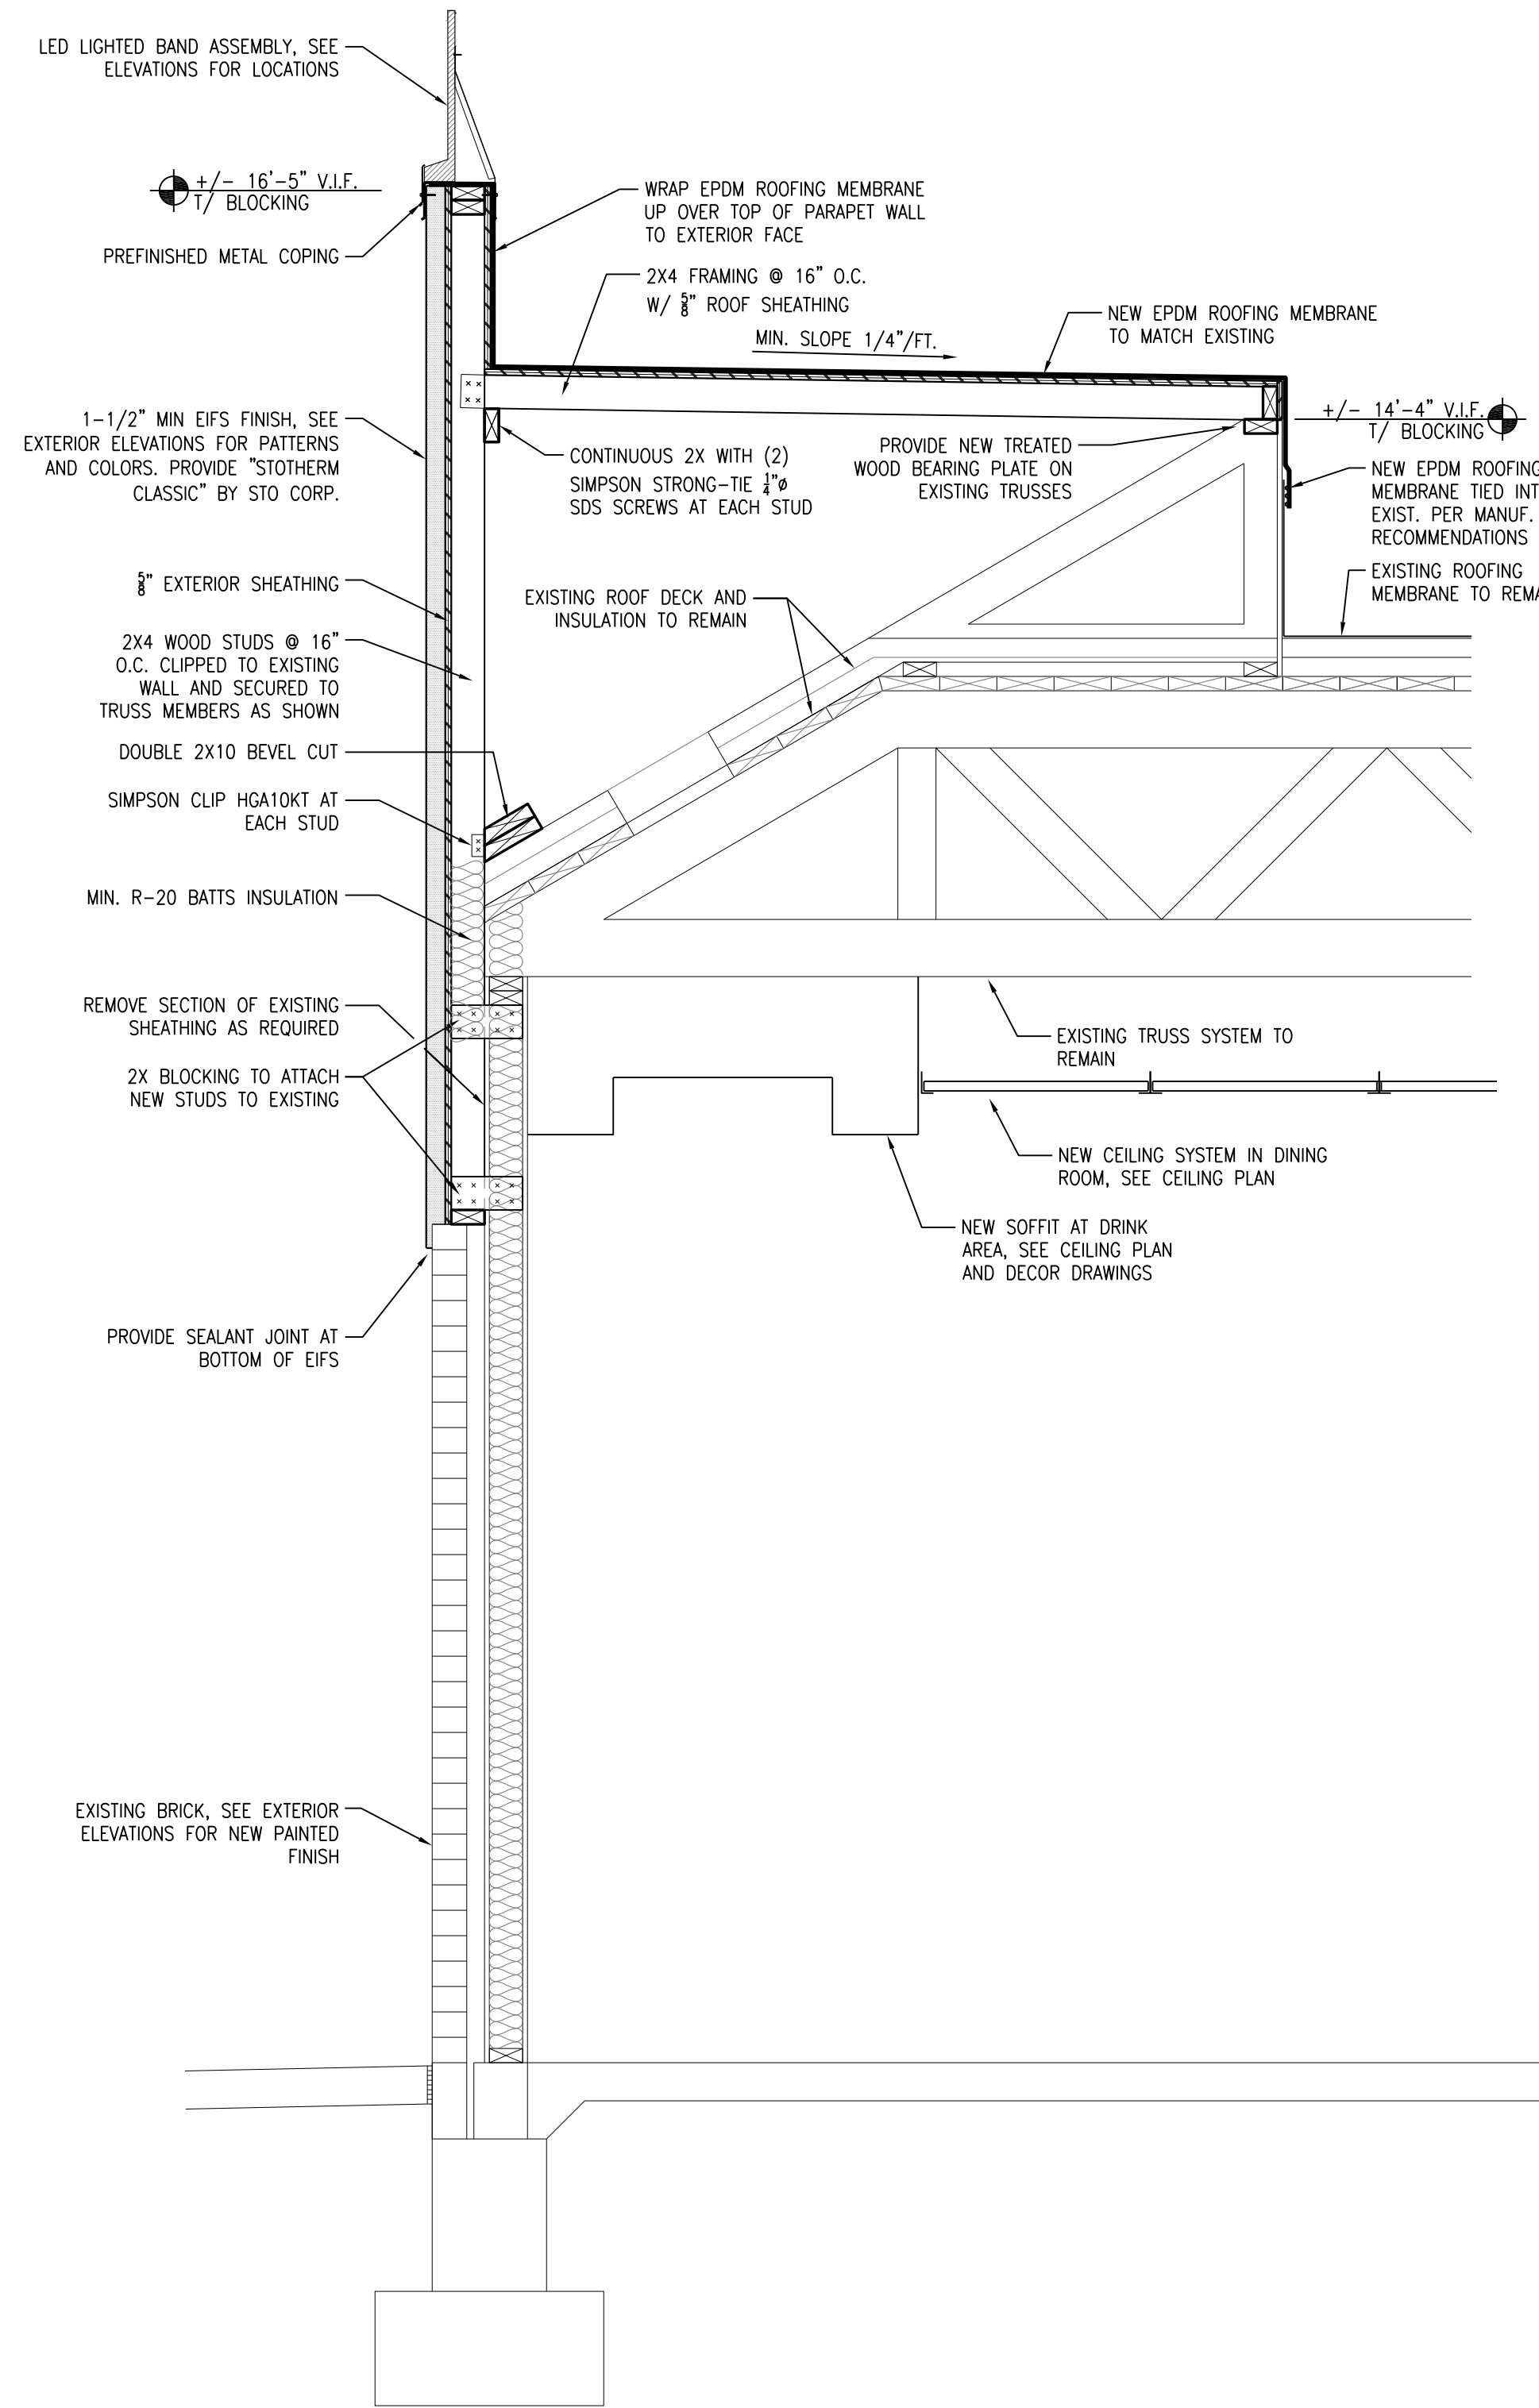 LED LIGHTED BAND ASSEMBLY, SEE
ELEVATIONS FOR LOCATIONS
+/- 16'-5" V.I.F.
T/ BLOCKING
PREFINISHED METAL COPING
WRAP EPDM ROOFING MEMBRANE
UP OVER TOP OF PARAPET WALL
TO EXTERIOR FACE
2X4 FRAMING @ 16" O.C.
W/ 5/8" ROOF SHEATHING
MIN. SLOPE 1/4"/FT.
NEW EPDM ROOFING MEMBRANE
TO MATCH EXISTING
1-1/2" MIN EIFS FINISH, SEE
EXTERIOR ELEVATIONS FOR PATTERNS
AND COLORS. PROVIDE "STOTHERM
CLASSIC" BY STO CORP.
CONTINUOUS 2X WITH (2)
SIMPSON STRONG-TIE 1/4"ø
SDS SCREWS AT EACH STUD
PROVIDE NEW TREATED
WOOD BEARING PLATE ON
EXISTING TRUSSES
+/- 14'-4" V.I.F.
T/ BLOCKING
NEW EPDM ROOFING
MEMBRANE TIED INT
EXIST. PER MANUF.
RECOMMENDATIONS
EXISTING ROOFING
MEMBRANE TO REMA
5/8" EXTERIOR SHEATHING
EXISTING ROOF DECK AND
INSULATION TO REMAIN
2X4 WOOD STUDS @ 16"
O.C. CLIPPED TO EXISTING
WALL AND SECURED TO
TRUSS MEMBERS AS SHOWN
DOUBLE 2X10 BEVEL CUT
SIMPSON CLIP HGA10KT AT
EACH STUD
MIN. R-20 BATTS INSULATION
REMOVE SECTION OF EXISTING
SHEATHING AS REQUIRED
2X BLOCKING TO ATTACH
NEW STUDS TO EXISTING
EXISTING TRUSS SYSTEM TO
REMAIN
NEW CEILING SYSTEM IN DINING
ROOM, SEE CEILING PLAN
NEW SOFFIT AT DRINK
AREA, SEE CEILING PLAN
AND DECOR DRAWINGS
PROVIDE SEALANT JOINT AT
BOTTOM OF EIFS
EXISTING BRICK, SEE EXTERIOR
ELEVATIONS FOR NEW PAINTED
FINISH